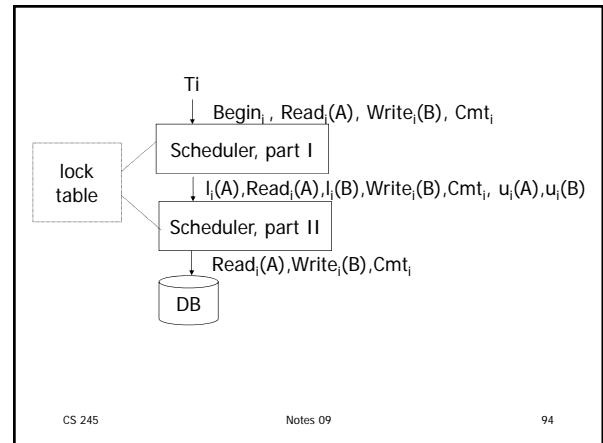 Ti
Beginᵢ , Readᵢ(A), Writeᵢ(B), Cmtᵢ
Scheduler, part I
lock
table
lᵢ(A),Readᵢ(A),lᵢ(B),Writeᵢ(B),Cmtᵢ, uᵢ(A),uᵢ(B)
Scheduler, part II
Readᵢ(A),Writeᵢ(B),Cmtᵢ
DB
CS 245 Notes 09 94